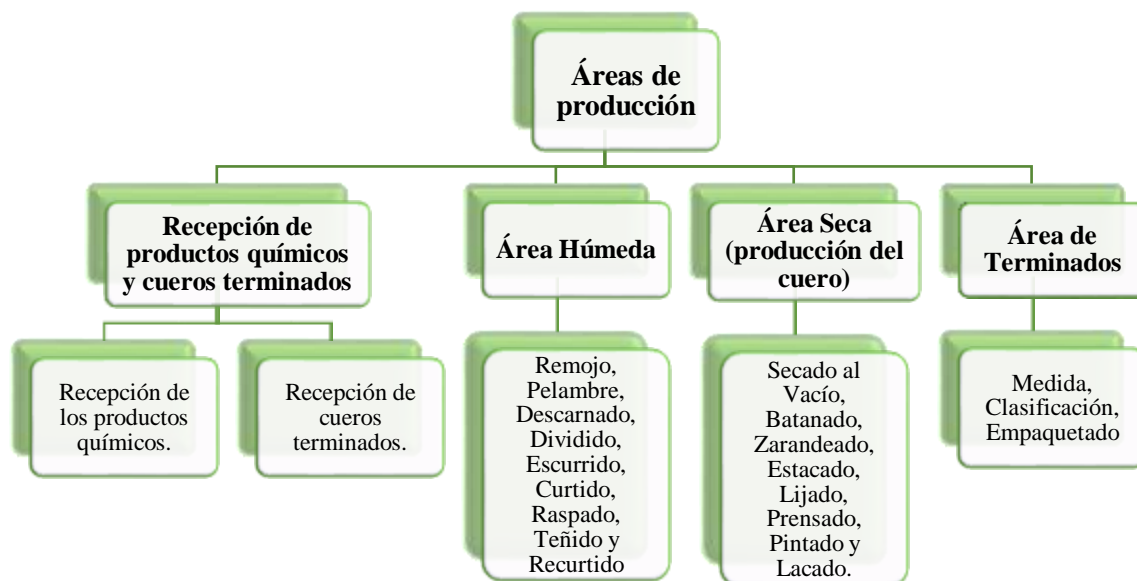 Áreas de
producción
Recepción de
productos químicos
y cueros terminados
Área Húmeda
Área Seca
(producción del
cuero)
Área de
Terminados
Recepción de
los productos
químicos.
Recepción de
cueros
terminados.
Remojo,
Pelambre,
Descarnado,
Dividido,
Escurrido,
Curtido,
Raspado,
Teñido y
Recurtido
Secado al
Vacío,
Batanado,
Zarandeado,
Estacado,
Lijado,
Prensado,
Pintado y
Lacado.
Medida,
Clasificación,
Empaquetado